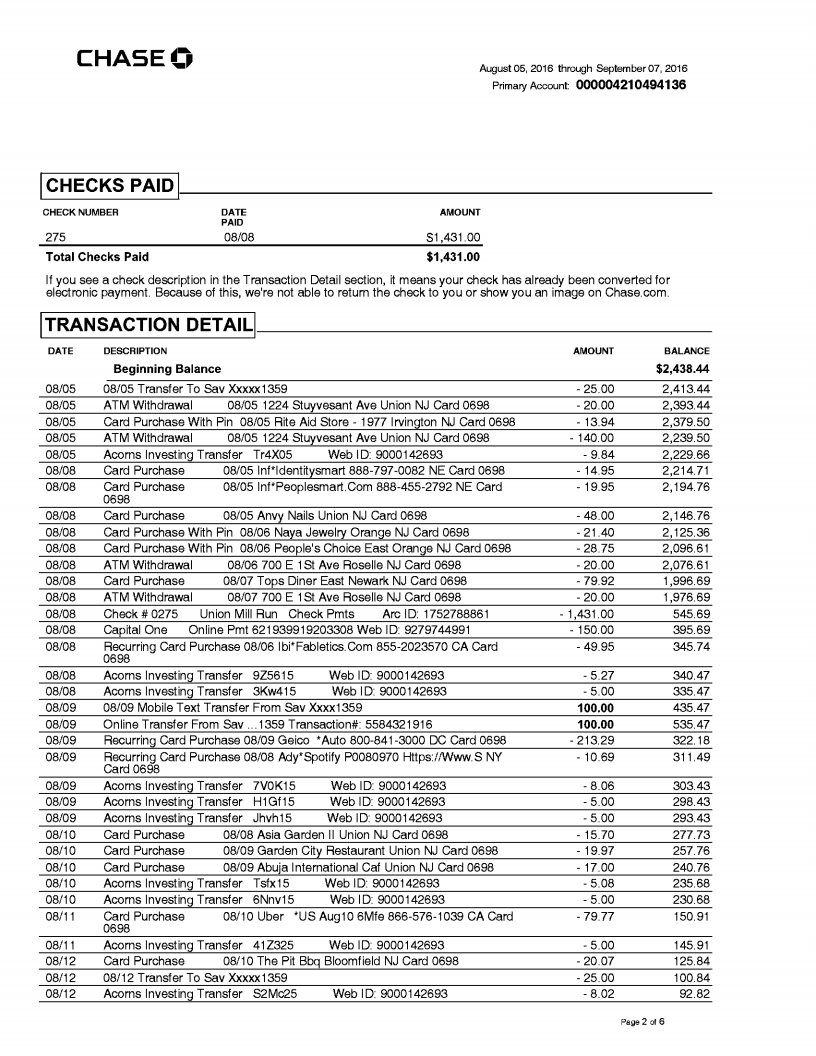 CHASE
August 05, 2016 through September 07, 2016
Primary Account: 000004210494136
CHECKS PAID
CHECK NUMBER DATE PAID AMOUNT
275 08/08 $1,431.00
Total Checks Paid $1,431.00
If you see a check description in the Transaction Detail section, it means your check has already been converted for
electronic payment. Because of this, we're not able to return the check to you or show you an image on Chase.com.
TRANSACTION DETAIL
DATE DESCRIPTION AMOUNT BALANCE
Beginning Balance $2,438.44
08/05 08/05 Transfer To Sav Xxxxx1359 - 25.00 2,413.44
08/05 ATM Withdrawal 08/05 1224 Stuyvesant Ave Union NJ Card 0698 - 20.00 2,393.44
08/05 Card Purchase With Pin 08/05 Rite Aid Store - 1977 Irvington NJ Card 0698 - 13.94 2,379.50
08/05 ATM Withdrawal 08/05 1224 Stuyvesant Ave Union NJ Card 0698 - 140.00 2,239.50
08/05 Acorns Investing Transfer Tr4X05 Web ID: 9000142693 - 9.84 2,229.66
08/08 Card Purchase 08/05 Inf*Identitysmart 888-797-0082 NE Card 0698 - 14.95 2,214.71
08/08 Card Purchase 08/05 Inf*Peoplesmart.Com 888-455-2792 NE Card - 19.95 2,194.76
0698
08/08 Card Purchase 08/05 Anvy Nails Union NJ Card 0698 - 48.00 2,146.76
08/08 Card Purchase With Pin 08/06 Naya Jewelry Orange NJ Card 0698 - 21.40 2,125.36
08/08 Card Purchase With Pin 08/06 People's Choice East Orange NJ Card 0698 - 28.75 2,096.61
08/08 ATM Withdrawal 08/06 700 E 1St Ave Roselle NJ Card 0698 - 20.00 2,076.61
08/08 Card Purchase 08/07 Tops Diner East Newark NJ Card 0698 - 79.92 1,996.69
08/08 ATM Withdrawal 08/07 700 E 1St Ave Roselle NJ Card 0698 - 20.00 1,976.69
08/08 Check # 0275 Union Mill Run Check Pmts Arc ID: 1752788861 - 1,431.00 545.69
08/08 Capital One Online Pmt 621939919203308 Web ID: 9279744991 - 150.00 395.69
08/08 Recurring Card Purchase 08/06 Ibi*Fabletics.Com 855-2023570 CA Card - 49.95 345.74
0698
08/08 Acorns Investing Transfer 9Z5615 Web ID: 9000142693 - 5.27 340.47
08/08 Acorns Investing Transfer 3Kw415 Web ID: 9000142693 - 5.00 335.47
08/09 08/09 Mobile Text Transfer From Sav Xxxx1359 100.00 435.47
08/09 Online Transfer From Sav ...1359 Transaction#: 5584321916 100.00 535.47
08/09 Recurring Card Purchase 08/09 Geico *Auto 800-841-3000 DC Card 0698 - 213.29 322.18
08/09 Recurring Card Purchase 08/08 Ady*Spotify P0080970 Https://Www.S NY - 10.69 311.49
Card 0698
08/09 Acorns Investing Transfer 7V0K15 Web ID: 9000142693 - 8.06 303.43
08/09 Acorns Investing Transfer H1Gf15 Web ID: 9000142693 - 5.00 298.43
08/09 Acorns Investing Transfer Jhvh15 Web ID: 9000142693 - 5.00 293.43
08/10 Card Purchase 08/08 Asia Garden II Union NJ Card 0698 - 15.70 277.73
08/10 Card Purchase 08/09 Garden City Restaurant Union NJ Card 0698 - 19.97 257.76
08/10 Card Purchase 08/09 Abuja International Caf Union NJ Card 0698 - 17.00 240.76
08/10 Acorns Investing Transfer Tsfx15 Web ID: 9000142693 - 5.08 235.68
08/10 Acorns Investing Transfer 6Nnv15 Web ID: 9000142693 - 5.00 230.68
08/11 Card Purchase 08/10 Uber *US Aug10 6Mfe 866-576-1039 CA Card - 79.77 150.91
0698
08/11 Acorns Investing Transfer 41Z325 Web ID: 9000142693 - 5.00 145.91
08/12 Card Purchase 08/10 The Pit Bbq Bloomfield NJ Card 0698 - 20.07 125.84
08/12 08/12 Transfer To Sav Xxxxx1359 - 25.00 100.84
08/12 Acorns Investing Transfer S2Mc25 Web ID: 9000142693 - 8.02 92.82
Page 2 of 6